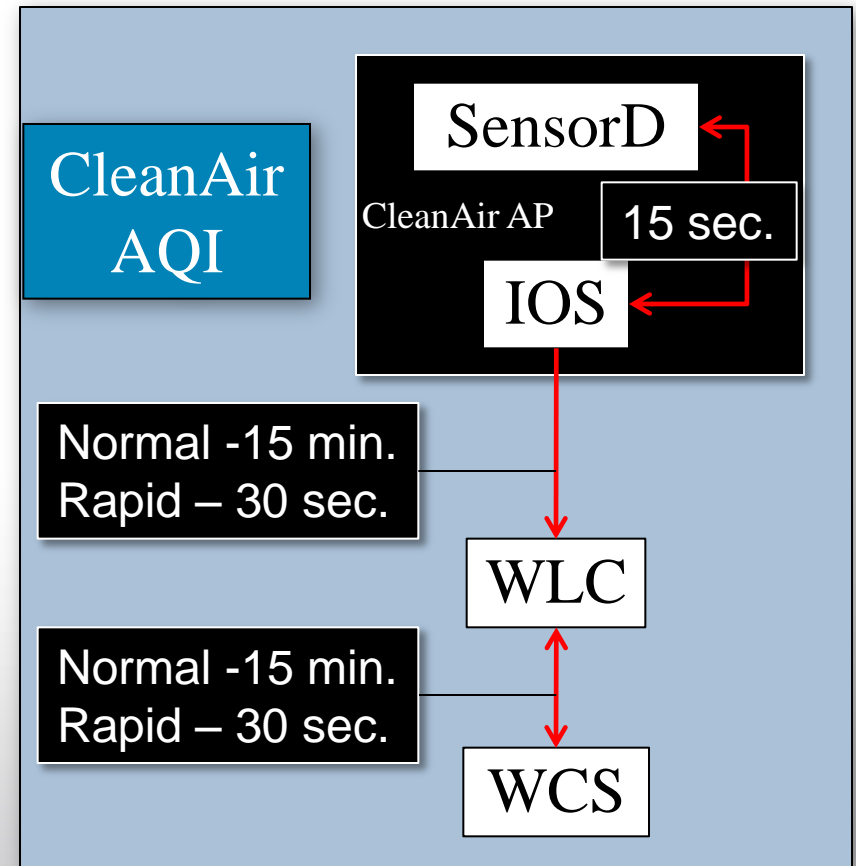 SensorD
CleanAir
AQI
CleanAir AP
15 sec.
IOS
Normal -15 min.
Rapid – 30 sec.
WLC
Normal -15 min.
Rapid – 30 sec.
WCS